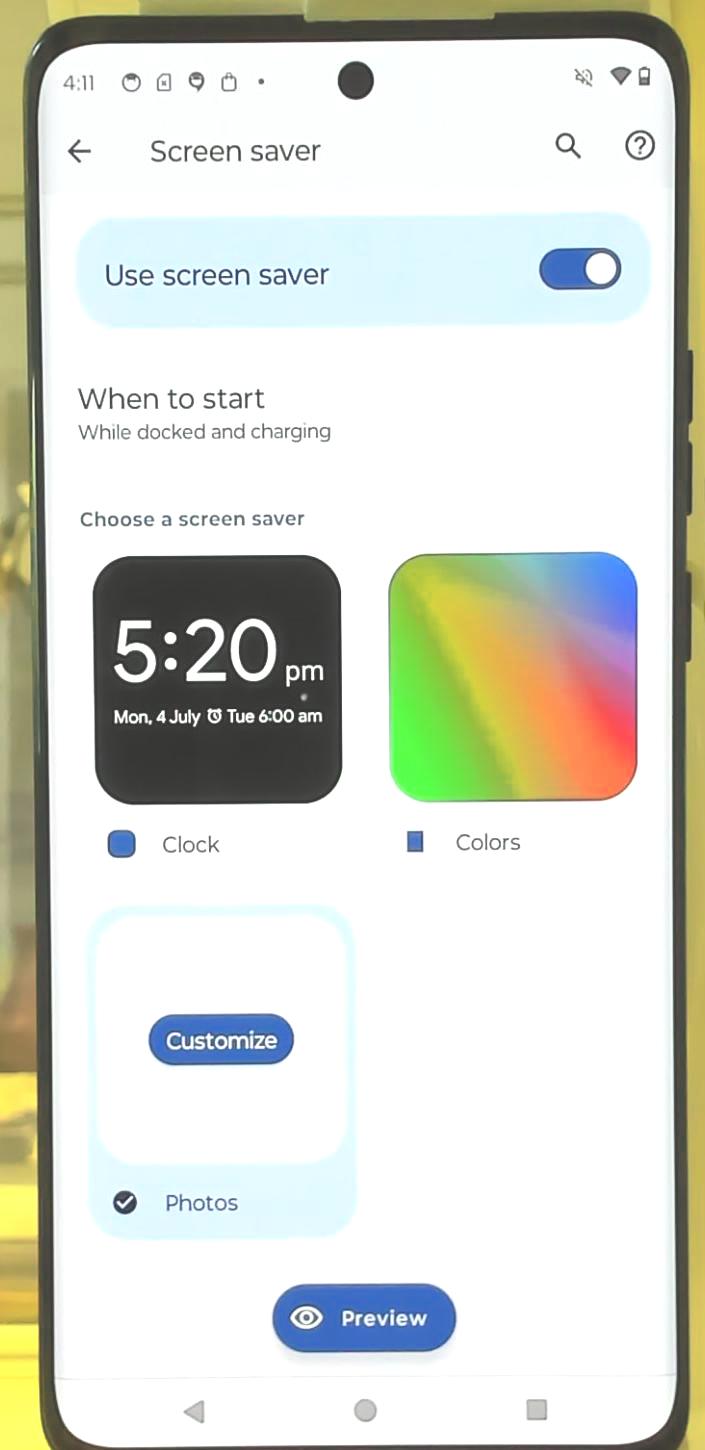 4:11
Screen saver
Use screen saver
When to start
While docked and charging
Choose a screen saver
5:20 pm
Mon, 4 July Tue 6:00 am
Clock
Colors
Customize
Photos
Preview